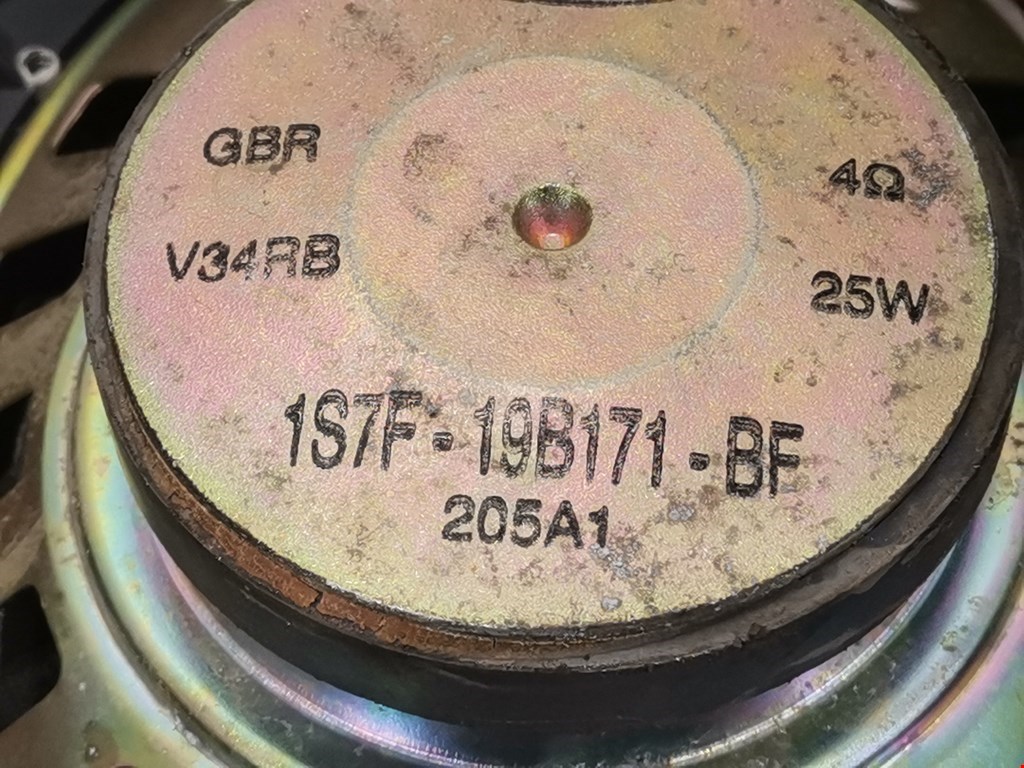 GBR
4Ω
V34RB
25W
1S7F-19B171-BF
205A1